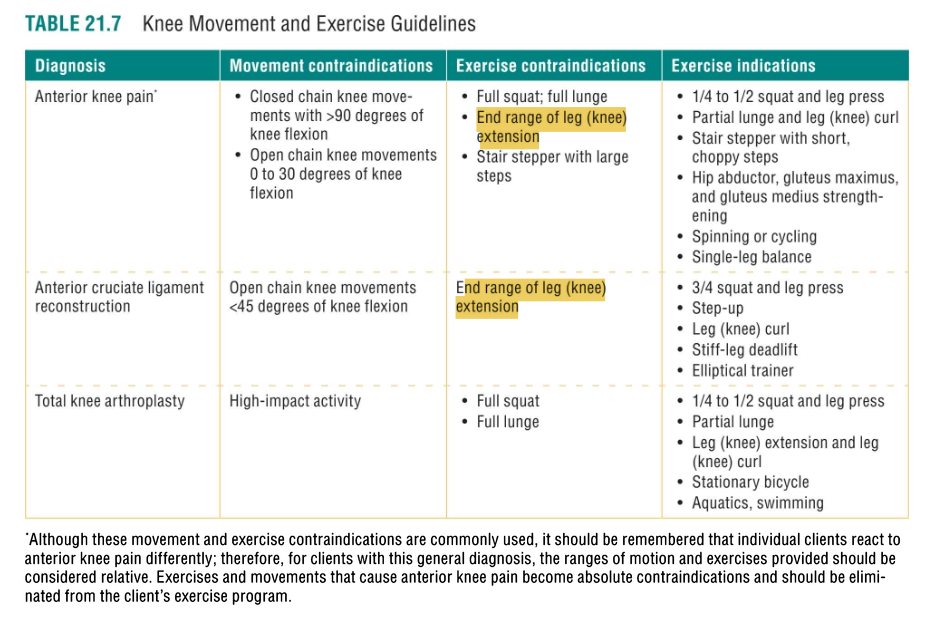 TABLE 21.7 Knee Movement and Exercise Guidelines
Diagnosis
Movement contraindications
Exercise contraindications
Exercise indications
Anterior knee pain*
• Closed chain knee move-
ments with >90 degrees of
knee flexion
• Open chain knee movements
0 to 30 degrees of knee
flexion
• Full squat; full lunge
• End range of leg (knee)
extension
• Stair stepper with large
steps
• 1/4 to 1/2 squat and leg press
• Partial lunge and leg (knee) curl
• Stair stepper with short,
choppy steps
• Hip abductor, gluteus maximus,
and gluteus medius strength-
ening
• Spinning or cycling
• Single-leg balance
Anterior cruciate ligament
reconstruction
Open chain knee movements
<45 degrees of knee flexion
End range of leg (knee)
extension
• 3/4 squat and leg press
• Step-up
• Leg (knee) curl
• Stiff-leg deadlift
• Elliptical trainer
Total knee arthroplasty
High-impact activity
• Full squat
• Full lunge
• 1/4 to 1/2 squat and leg press
• Partial lunge
• Leg (knee) extension and leg
(knee) curl
• Stationary bicycle
• Aquatics, swimming
*Although these movement and exercise contraindications are commonly used, it should be remembered that individual clients react to
anterior knee pain differently; therefore, for clients with this general diagnosis, the ranges of motion and exercises provided should be
considered relative. Exercises and movements that cause anterior knee pain become absolute contraindications and should be elimi-
nated from the client's exercise program.